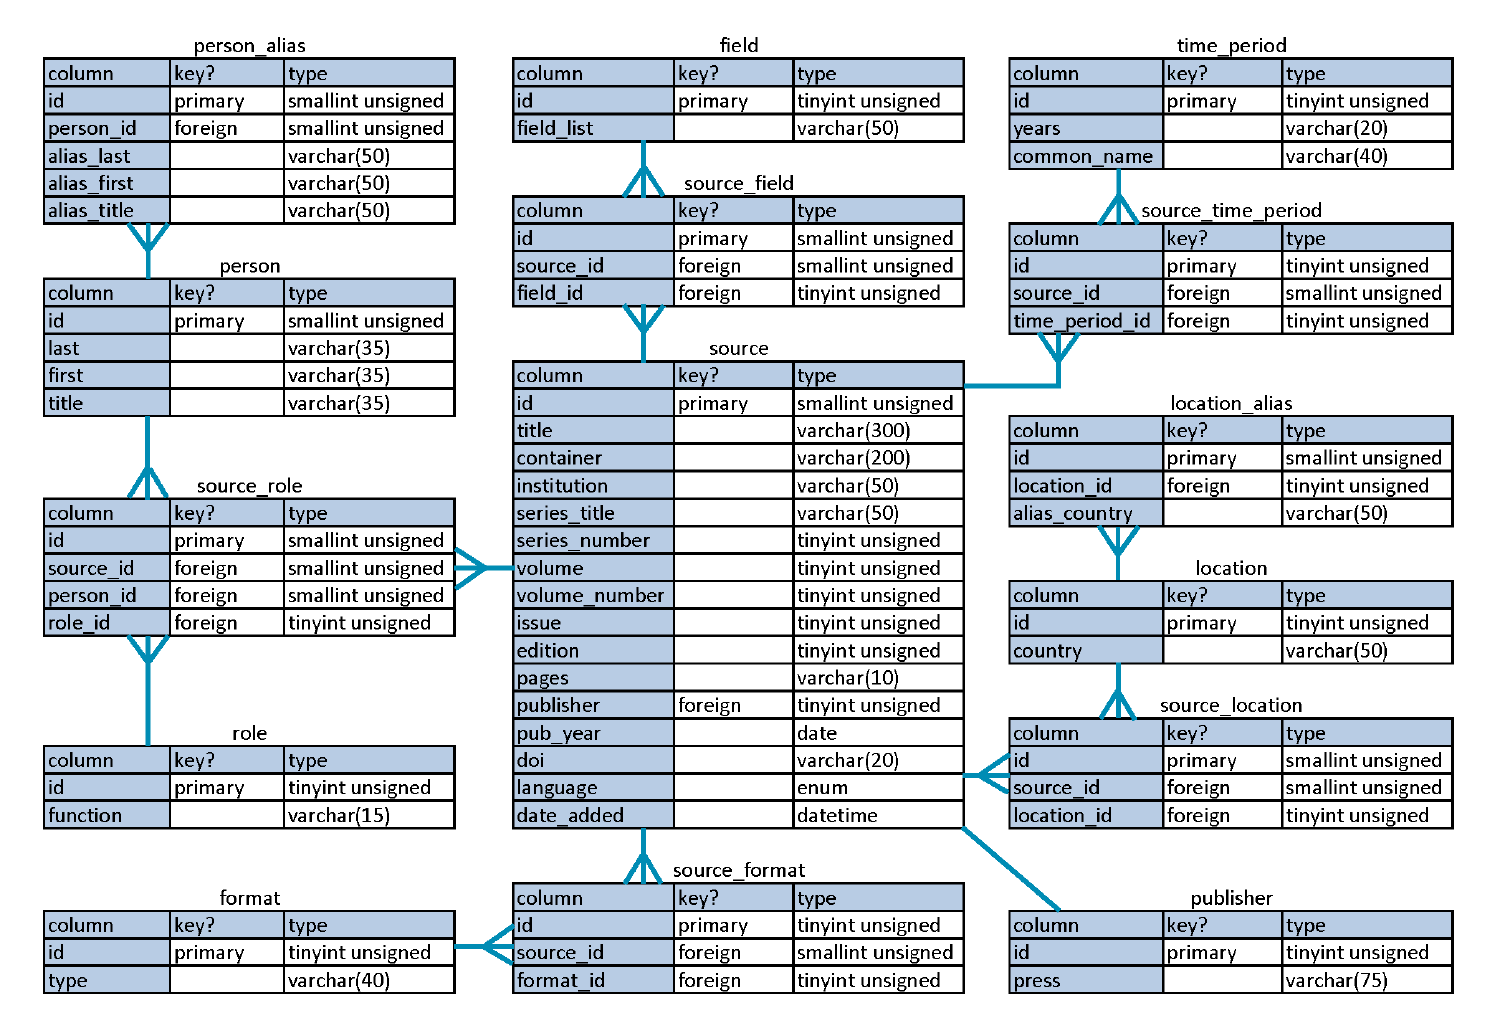 person_alias
column key? type
id primary smallint unsigned
person_id foreign smallint unsigned
alias_last varchar(50)
alias_first varchar(50)
alias_title varchar(50)
person
column key? type
id primary smallint unsigned
last varchar(35)
first varchar(35)
title varchar(35)
source_role
column key? type
id primary smallint unsigned
source_id foreign smallint unsigned
person_id foreign smallint unsigned
role_id foreign tinyint unsigned
role
column key? type
id primary tinyint unsigned
function varchar(15)
format
column key? type
id primary tinyint unsigned
type varchar(40)
field
column key? type
id primary tinyint unsigned
field_list varchar(50)
source_field
column key? type
id primary smallint unsigned
source_id foreign smallint unsigned
field_id foreign tinyint unsigned
source
column key? type
id primary smallint unsigned
title varchar(300)
container varchar(200)
institution varchar(50)
series_title varchar(50)
series_number tinyint unsigned
volume tinyint unsigned
volume_number tinyint unsigned
issue tinyint unsigned
edition tinyint unsigned
pages varchar(10)
publisher foreign tinyint unsigned
pub_year date
doi varchar(20)
language enum
date_added datetime
source_format
column key? type
id primary tinyint unsigned
source_id foreign smallint unsigned
format_id foreign tinyint unsigned
time_period
column key? type
id primary tinyint unsigned
years varchar(20)
common_name varchar(40)
source_time_period
column key? type
id primary tinyint unsigned
source_id foreign smallint unsigned
time_period_id foreign tinyint unsigned
location_alias
column key? type
id primary smallint unsigned
location_id foreign tinyint unsigned
alias_country varchar(50)
location
column key? type
id primary tinyint unsigned
country varchar(50)
source_location
column key? type
id primary smallint unsigned
source_id foreign smallint unsigned
location_id foreign tinyint unsigned
publisher
column key? type
id primary tinyint unsigned
press varchar(75)